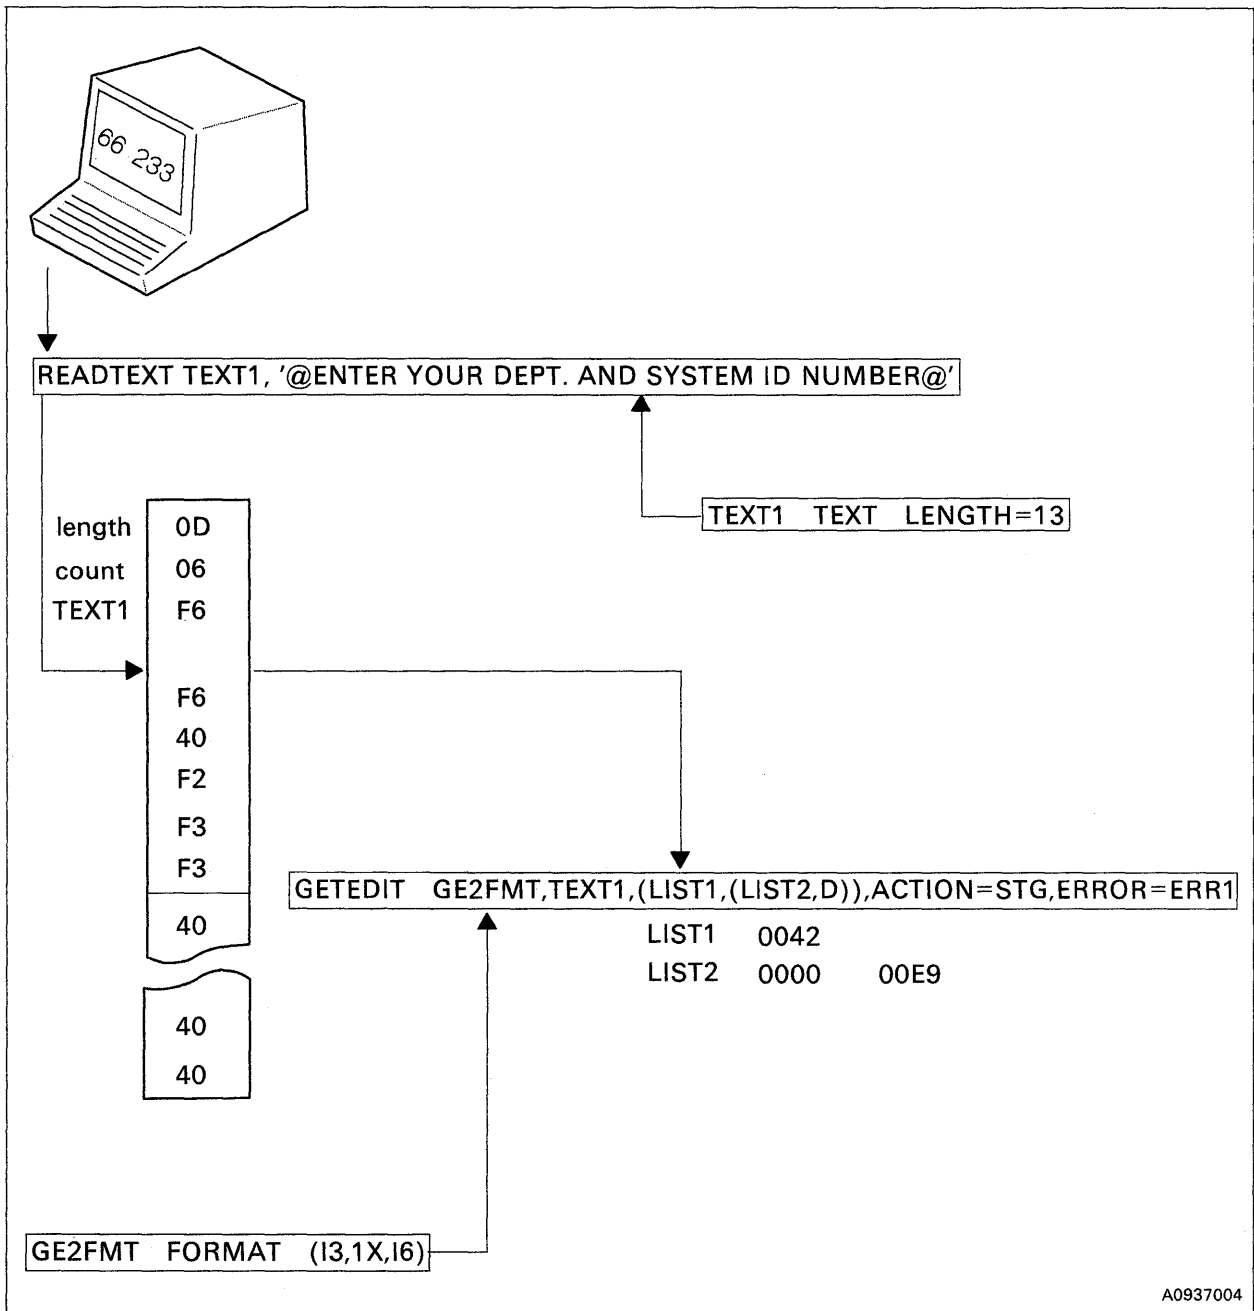 66 233
READTEXT TEXT1, '@ENTER YOUR DEPT. AND SYSTEM ID NUMBER@'
TEXT1 TEXT LENGTH=13
length 0D
count 06
TEXT1 F6
F6
40
F2
F3
F3
40
40
40
GETEDIT GE2FMT,TEXT1,(LIST1,(LIST2,D)),ACTION=STG,ERROR=ERR1
LIST1 0042
LIST2 0000 00E9
GE2FMT FORMAT (I3,1X,I6)
A0937004